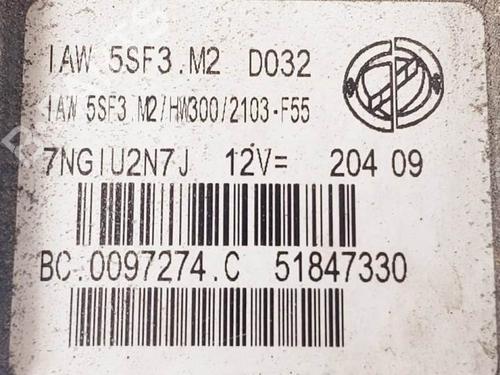 IAW 5SF3.M2 D032
IAW 5SF3.M2/HW300/2103-F55
7NGIU2N7J 12V= 204 09
BC.0097274.C 51847330